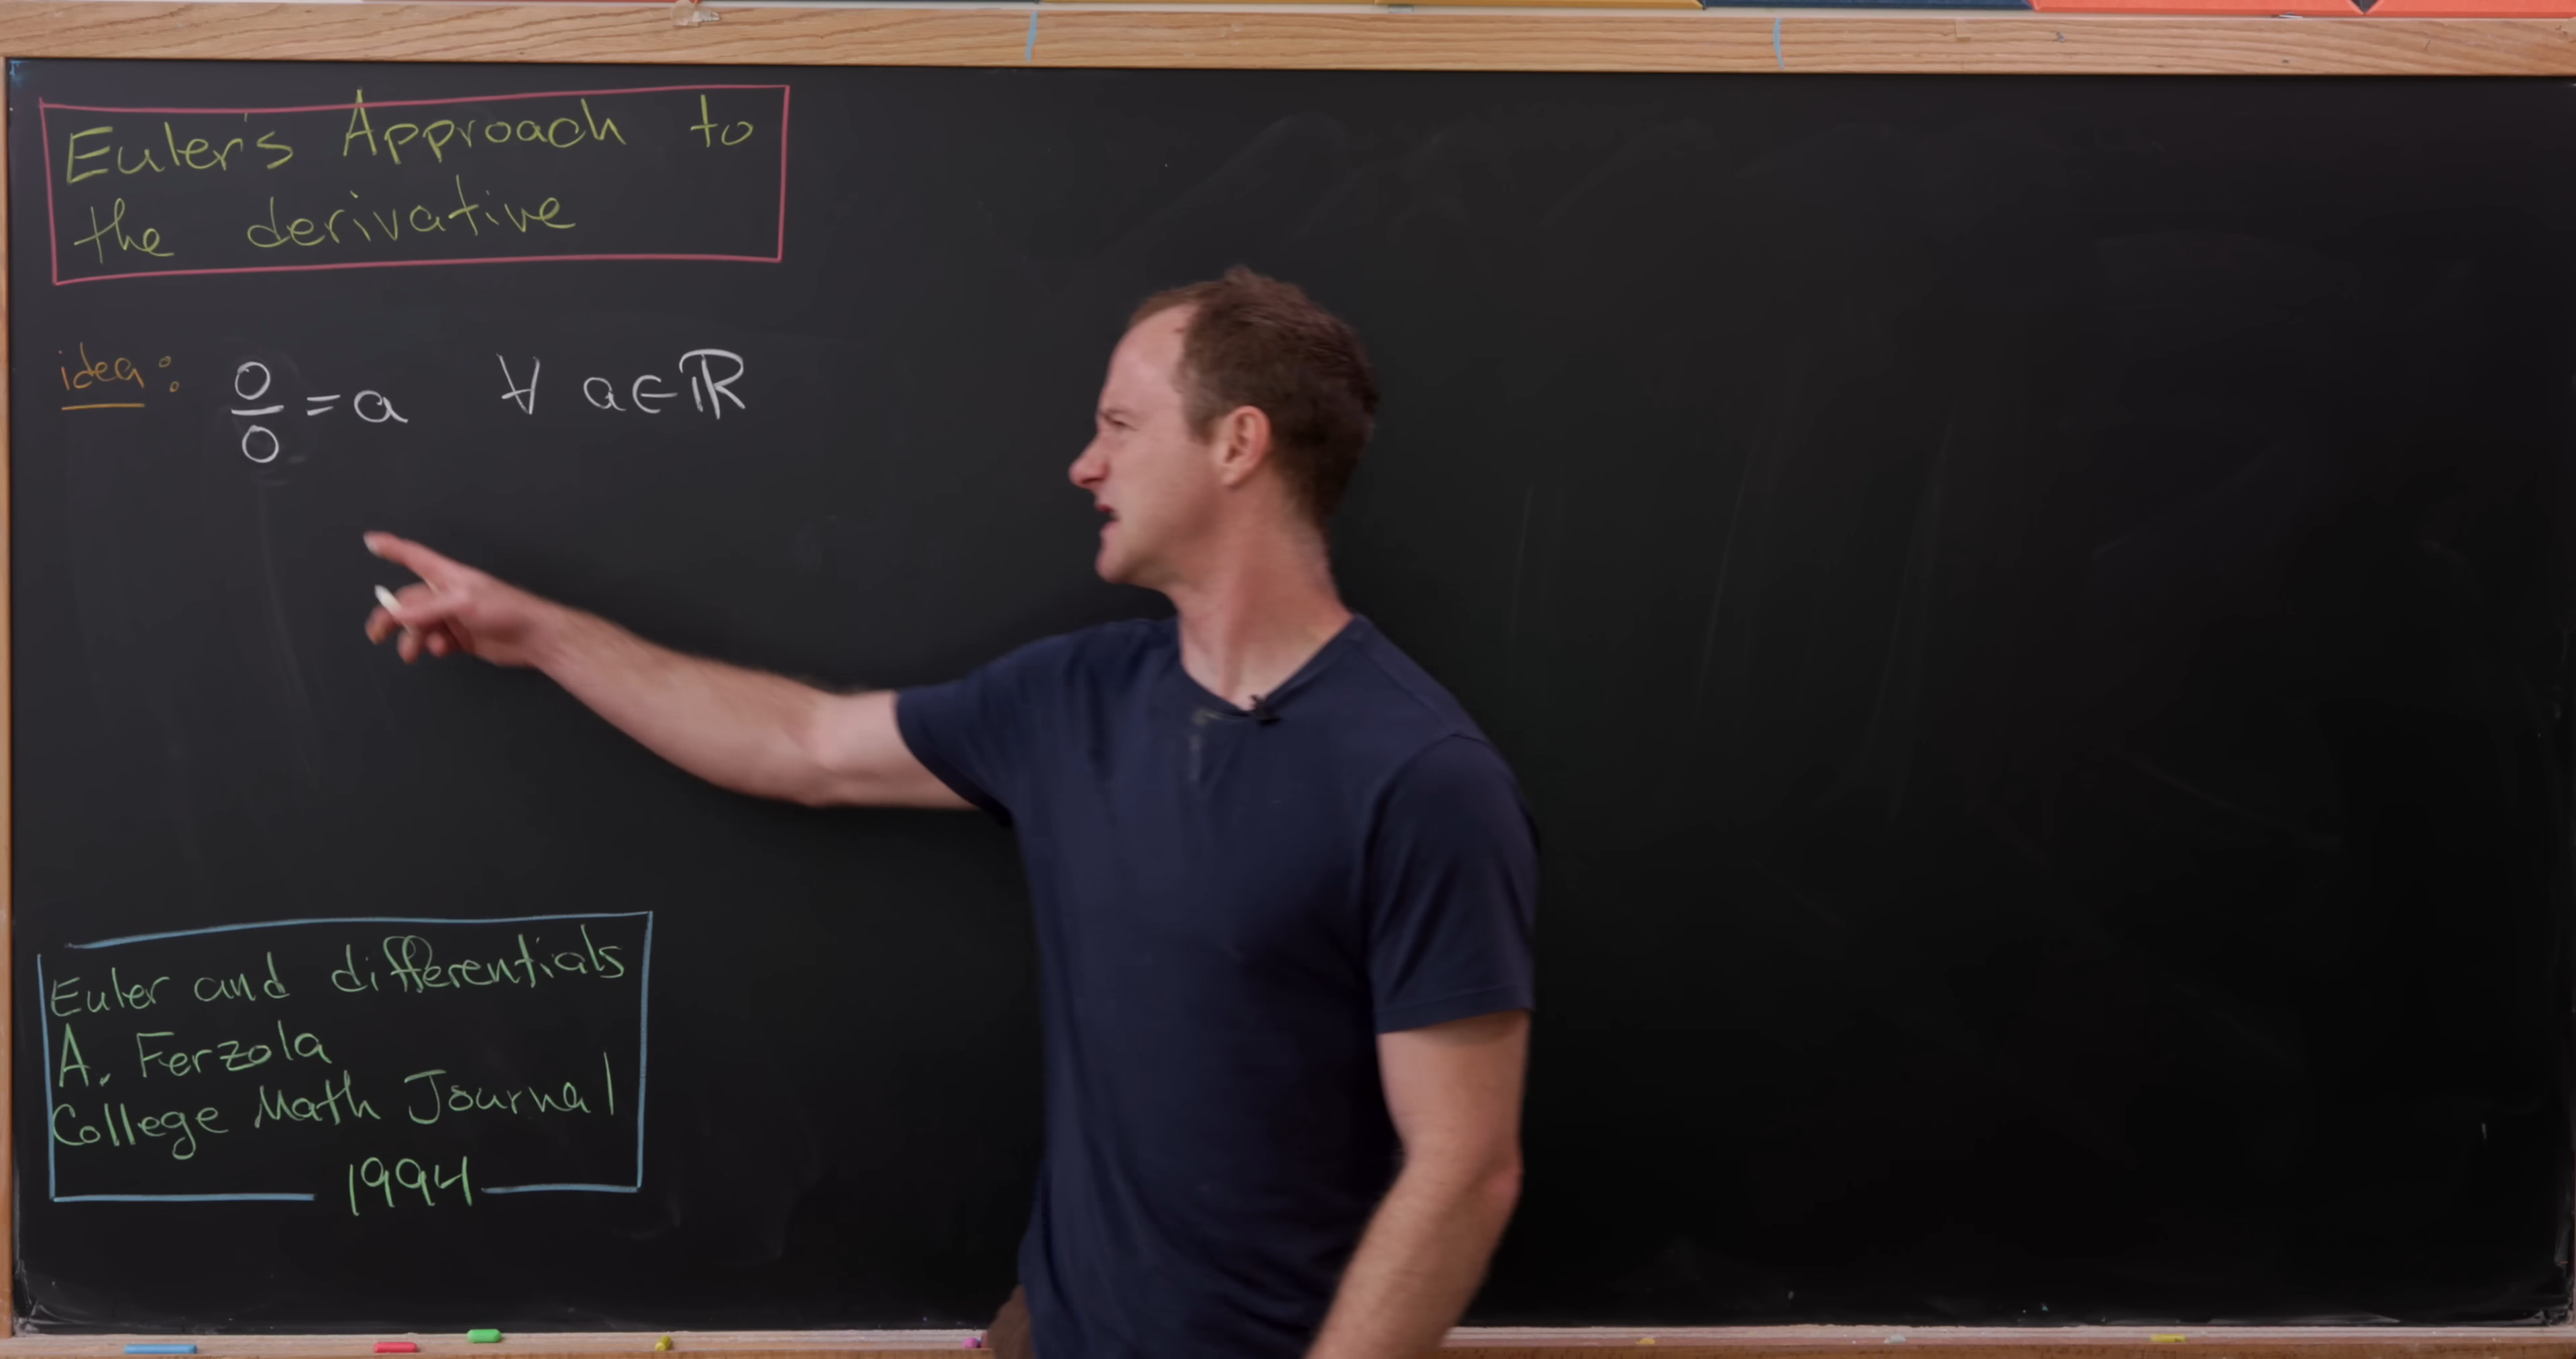 Euler's Approach to
the derivative
idea: 0/0 = a ∀ a∈ℝ
Euler and differentials
A. Ferzola
College Math Journal
1994